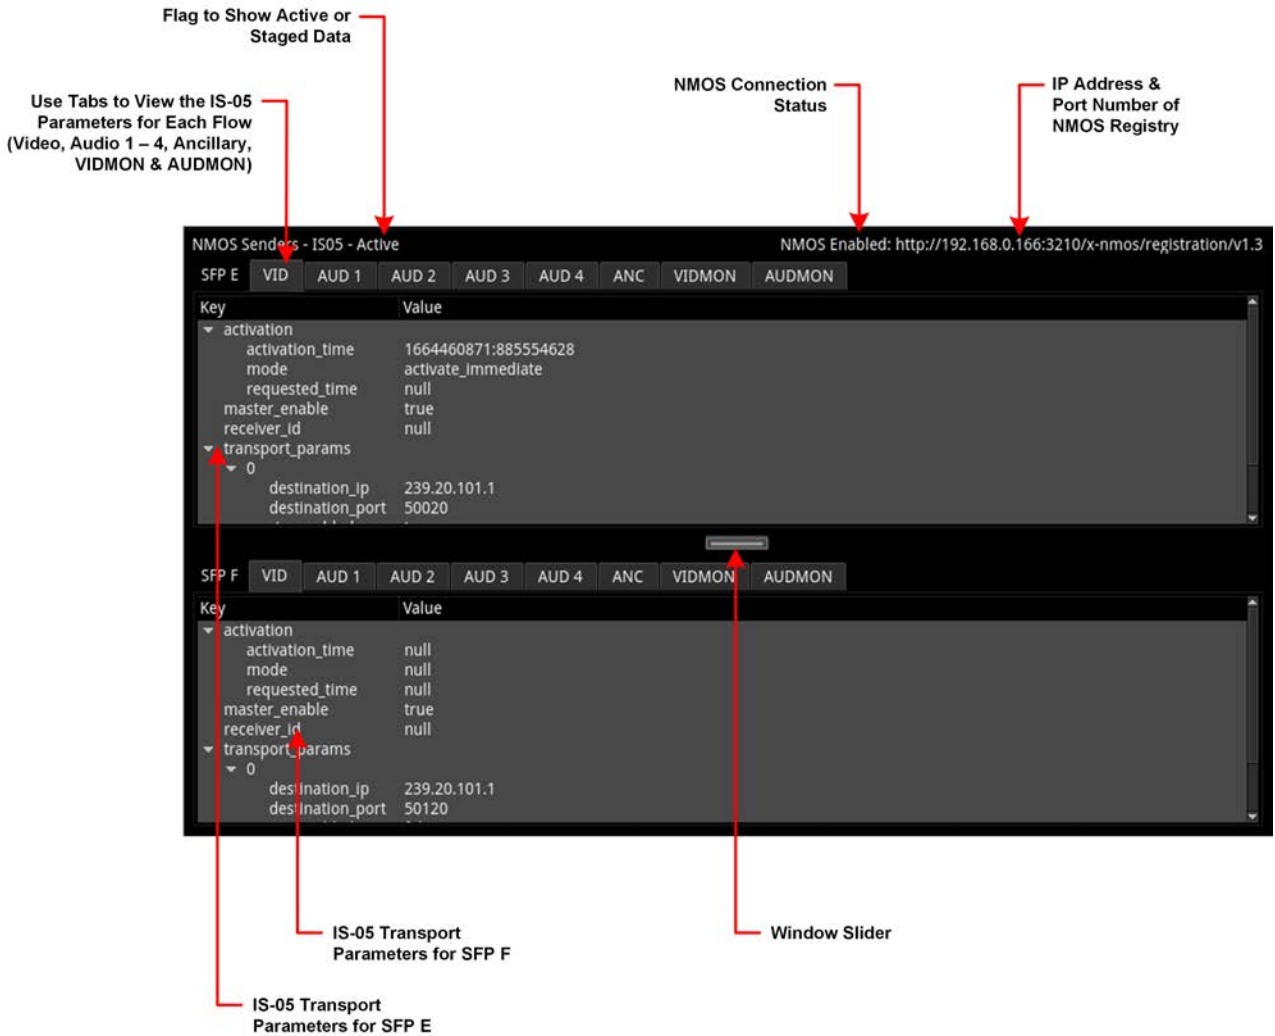 Flag to Show Active or
Staged Data
NMOS Connection
Status
IP Address &
Port Number of
NMOS Registry
Use Tabs to View the IS-05
Parameters for Each Flow
(Video, Audio 1 – 4, Ancillary,
VIDMON & AUDMON)
NMOS Senders - IS05 - Active NMOS Enabled: http://192.168.0.166:3210/x-nmos/registration/v1.3
SFP E VID AUD 1 AUD 2 AUD 3 AUD 4 ANC VIDMON AUDMON
Key Value
activation
activation_time 1664460871:885554628
mode activate_immediate
requested_time null
master_enable true
receiver_id null
transport_params
0
destination_ip 239.20.101.1
destination_port 50020
SFP F VID AUD 1 AUD 2 AUD 3 AUD 4 ANC VIDMON AUDMON
Key Value
activation
activation_time null
mode null
requested_time null
master_enable true
receiver_id null
transport_params
0
destination_ip 239.20.101.1
destination_port 50120
IS-05 Transport
Parameters for SFP F
Window Slider
IS-05 Transport
Parameters for SFP E